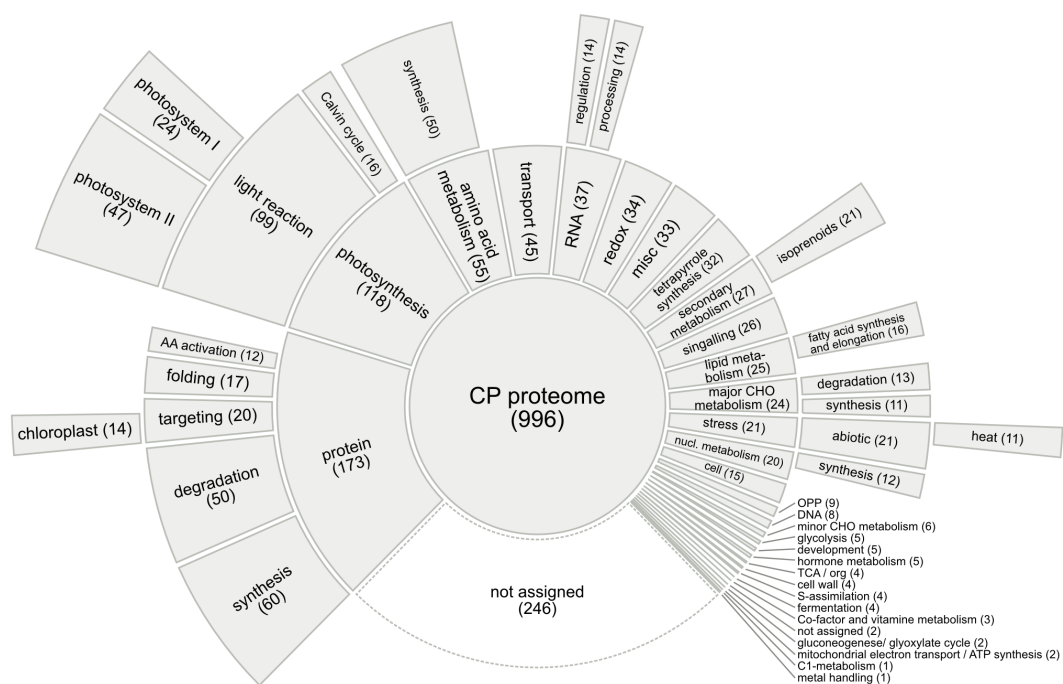 CP proteome
(996)
not assigned
(246)
protein
(173)
synthesis
(60)
degradation
(50)
targeting (20)
chloroplast (14)
folding (17)
AA activation (12)
photosynthesis
(118)
light reaction
(99)
photosystem II
(47)
photosystem I
(24)
Calvin cycle (16)
amino acid
metabolism (55)
synthesis (50)
transport (45)
RNA (37)
regulation (14)
processing (14)
redox (34)
misc (33)
tetrapyrrole
synthesis (32)
secondary
metabolism (27)
isoprenoids (21)
singalling (26)
lipid meta-
bolism (25)
fatty acid synthesis
and elongation (16)
major CHO
metabolism (24)
degradation (13)
synthesis (11)
stress (21)
abiotic (21)
heat (11)
nucl. metabolism (20)
synthesis (12)
cell (15)
OPP (9)
DNA (8)
minor CHO metabolism (6)
glycolysis (5)
development (5)
hormone metabolism (5)
TCA / org (4)
cell wall (4)
S-assimilation (4)
fermentation (4)
Co-factor and vitamine metabolism (3)
not assigned (2)
gluconeogenese/ glyoxylate cycle (2)
mitochondrial electron transport / ATP synthesis (2)
C1-metabolism (1)
metal handling (1)